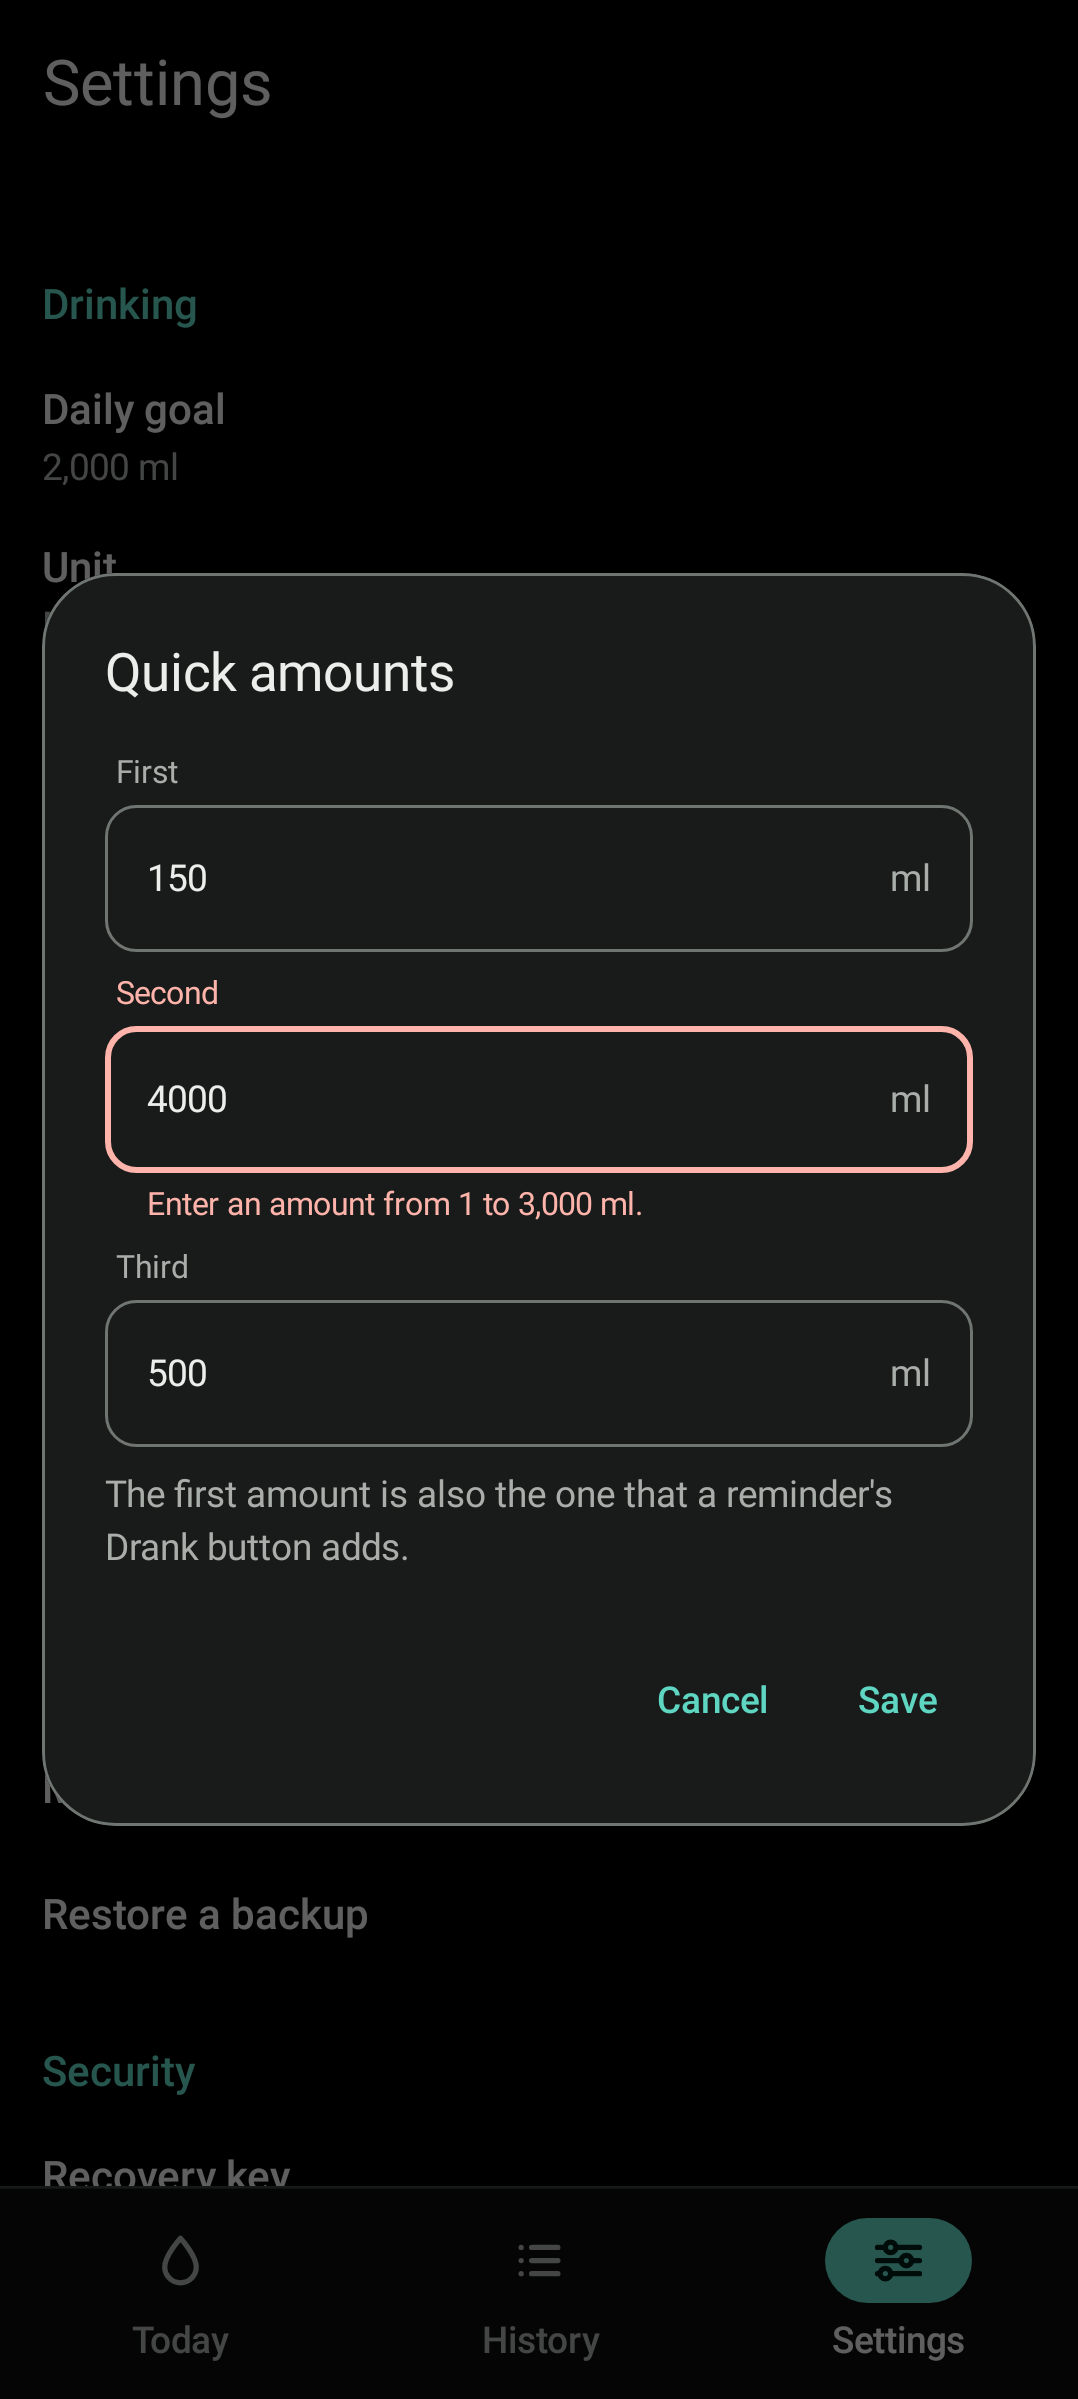 Settings
Drinking
Daily goal
2,000 ml
Unit
Quick amounts
First
150 ml
Second
4000 ml
Enter an amount from 1 to 3,000 ml.
Third
500 ml
The first amount is also the one that a reminder's
Drank button adds.
Cancel Save
Restore a backup
Security
Recovery key
Today History Settings